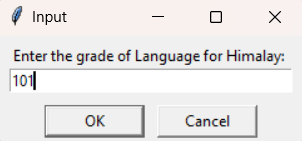 Input
Enter the grade of Language for Himalay:
101
OK Cancel